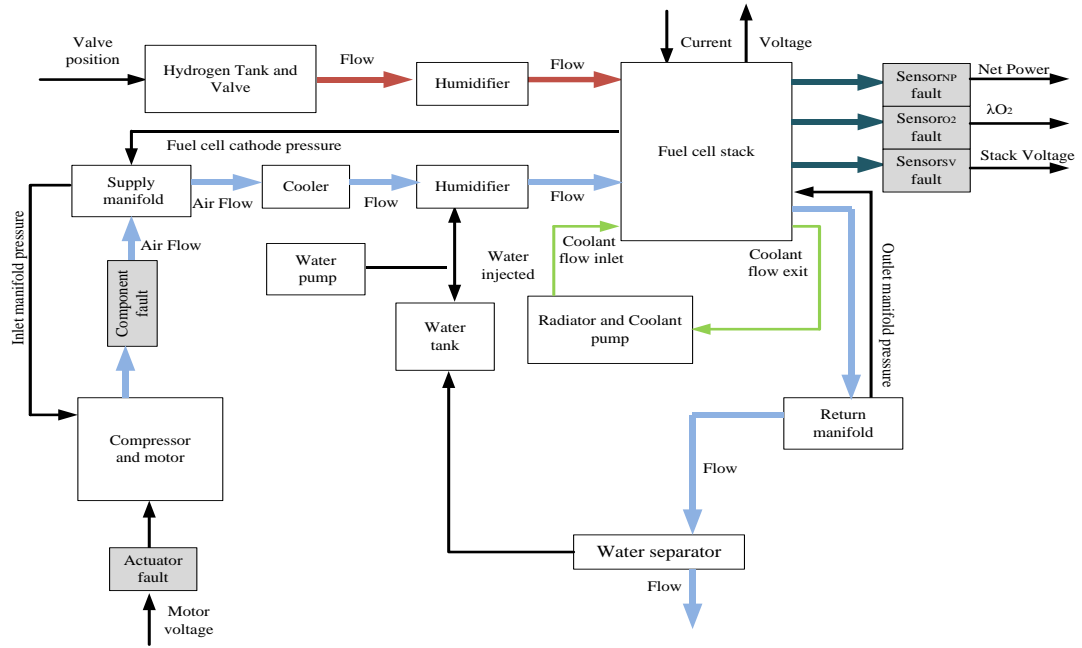 Valve
position
Hydrogen Tank and
Valve
Flow
Humidifier
Flow
Current
Voltage
Fuel cell stack
SensorNP
fault
Net Power
SensorO2
fault
λO2
SensorSV
fault
Stack Voltage
Fuel cell cathode pressure
Supply
manifold
Air Flow
Cooler
Flow
Humidifier
Flow
Inlet manifold pressure
Air Flow
Component
fault
Water
pump
Water
injected
Coolant
flow inlet
Coolant
flow exit
Outlet manifold pressure
Water
tank
Radiator and Coolant
pump
Compressor
and motor
Return
manifold
Flow
Water separator
Flow
Actuator
fault
Motor
voltage